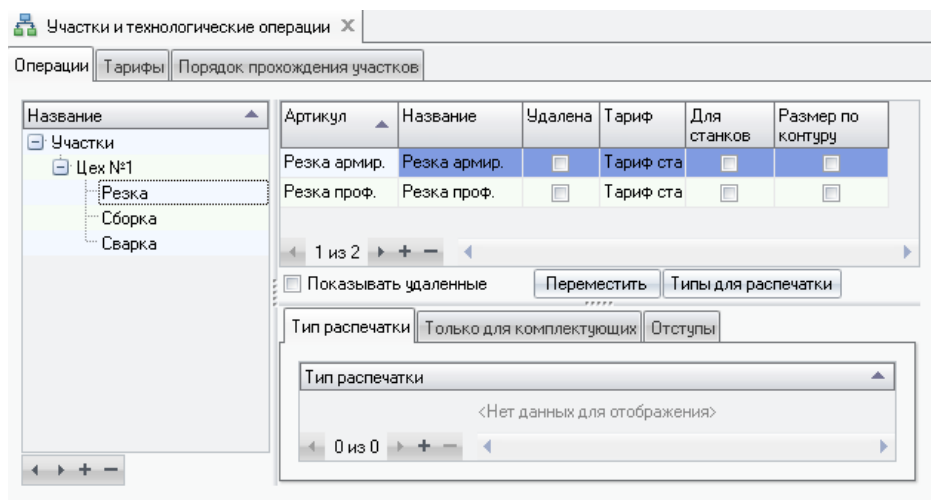 Участки и технологические операции
Операции Тарифы Порядок прохождения участков
Название
Участки
Цех №1
Резка
Сборка
Сварка
Артикул Название Удалена Тариф Для станков Размер по контуру
Резка армир. Резка армир. Тариф ста
Резка проф. Резка проф. Тариф ста
1 из 2
Показывать удаленные Переместить Типы для распечатки
Тип распечатки Только для комплектующих Отступы
Тип распечатки
<Нет данных для отображения>
0 из 0